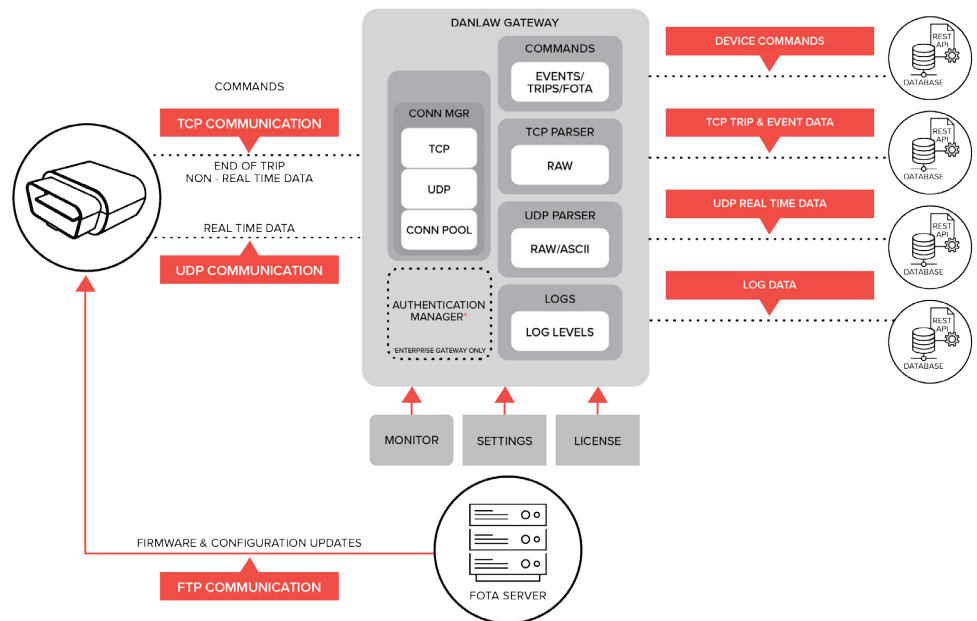 DANLAW GATEWAY
COMMANDS
TCP COMMUNICATION
END OF TRIP
NON - REAL TIME DATA
REAL TIME DATA
UDP COMMUNICATION
CONN MGR
TCP
UDP
CONN POOL
AUTHENTICATION
MANAGER*
*ENTERPRISE GATEWAY ONLY
COMMANDS
EVENTS/
TRIPS/FOTA
TCP PARSER
RAW
UDP PARSER
RAW/ASCII
LOGS
LOG LEVELS
DEVICE COMMANDS
REST
API
DATABASE
TCP TRIP & EVENT DATA
REST
API
DATABASE
UDP REAL TIME DATA
REST
API
DATABASE
LOG DATA
REST
API
DATABASE
MONITOR
SETTINGS
LICENSE
FIRMWARE & CONFIGURATION UPDATES
FTP COMMUNICATION
FOTA SERVER